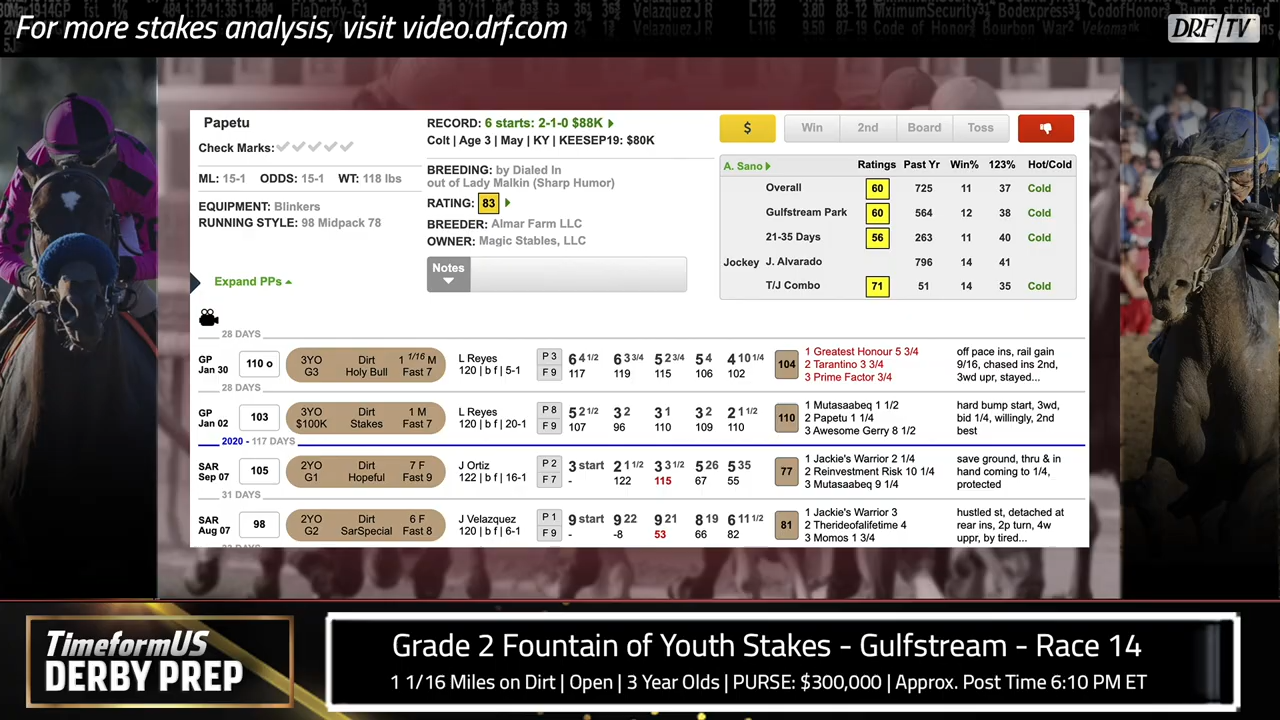 For more stakes analysis, visit video.drf.com
DRF TV
Papetu
Check Marks:
ML: 15-1 ODDS: 15-1 WT: 118 lbs
EQUIPMENT: Blinkers
RUNNING STYLE: 98 Midpack 78
Expand PPs
RECORD: 6 starts: 2-1-0 $88K
Colt | Age 3 | May | KY | KEESEP19: $80K
BREEDING: by Dialed In
out of Lady Malkin (Sharp Humor)
RATING: 83
BREEDER: Almar Farm LLC
OWNER: Magic Stables, LLC
Notes
$ Win 2nd Board Toss
A. Sano Ratings Past Yr Win% 123% Hot/Cold
Overall 60 725 11 37 Cold
Gulfstream Park 60 564 12 38 Cold
21-35 Days 56 263 11 40 Cold
Jockey J. Alvarado 796 14 41
T/J Combo 71 51 14 35 Cold
28 DAYS
GP 110 o 3YO Dirt 1 1/16 M L Reyes P 3 6 4 1/2 6 3 3/4 5 2 3/4 5 4 4 10 1/4 104 1 Greatest Honour 5 3/4 off pace ins, rail gain
Jan 30 G3 Holy Bull Fast 7 120 | b f | 5-1 F 9 117 119 115 106 102 2 Tarantino 3 3/4 9/16, chased ins 2nd,
3 Prime Factor 3/4 3wd upr, stayed...
28 DAYS
GP 103 3YO Dirt 1 M L Reyes P 8 5 2 1/2 3 2 3 1 3 2 2 1 1/2 110 1 Mutasaabeq 1 1/2 hard bump start, 3wd,
Jan 02 $100K Stakes Fast 7 120 | b f | 20-1 F 9 107 96 110 109 110 2 Papetu 1 1/4 bid 1/4, willingly, 2nd
3 Awesome Gerry 8 1/2 best
2020 - 117 DAYS
SAR 105 2YO Dirt 7 F J Ortiz P 2 3 start 2 1 1/2 3 3 1/2 5 26 5 35 77 1 Jackie's Warrior 2 1/4 save ground, thru & in
Sep 07 G1 Hopeful Fast 9 122 | b f | 16-1 F 7 - 122 115 67 55 2 Reinvestment Risk 10 1/4 hand coming to 1/4,
3 Mutasaabeq 9 1/4 protected
31 DAYS
SAR 98 2YO Dirt 6 F J Velazquez P 1 9 start 9 22 9 21 8 19 6 11 1/2 81 1 Jackie's Warrior 3 hustled st, detached at
Aug 07 G2 SarSpecial Fast 8 120 | b f | 6-1 F 9 - -8 53 66 82 2 Therideofalifetime 4 rear ins, 2p turn, 4w
3 Momos 1 3/4 uppr, by tired...
TimeformUS
DERBY PREP
Grade 2 Fountain of Youth Stakes - Gulfstream - Race 14
1 1/16 Miles on Dirt | Open | 3 Year Olds | PURSE: $300,000 | Approx. Post Time 6:10 PM ET